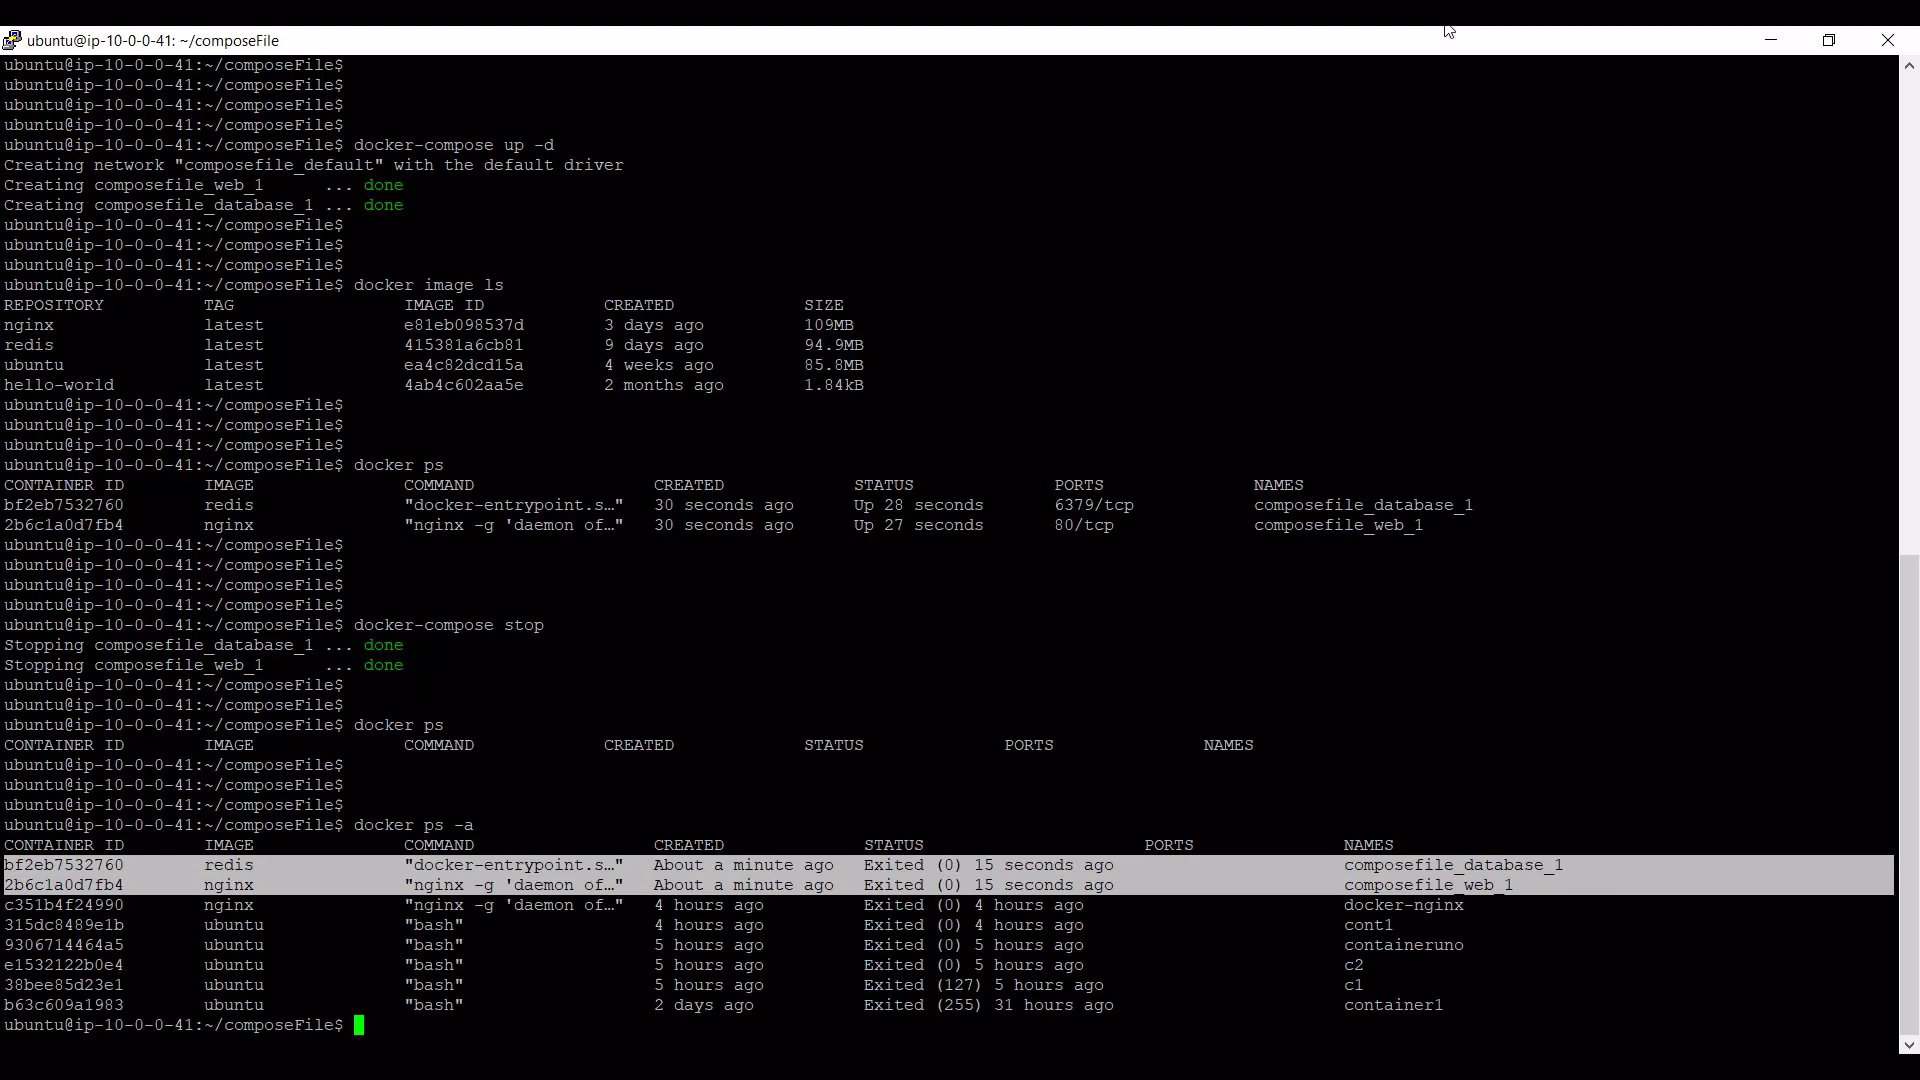 ubuntu@ip-10-0-0-41: ~/composeFile
ubuntu@ip-10-0-0-41:~/composeFile$
ubuntu@ip-10-0-0-41:~/composeFile$
ubuntu@ip-10-0-0-41:~/composeFile$
ubuntu@ip-10-0-0-41:~/composeFile$
ubuntu@ip-10-0-0-41:~/composeFile$ docker-compose up -d
Creating network "composefile_default" with the default driver
Creating composefile_web_1      ... done
Creating composefile_database_1 ... done
ubuntu@ip-10-0-0-41:~/composeFile$
ubuntu@ip-10-0-0-41:~/composeFile$
ubuntu@ip-10-0-0-41:~/composeFile$
ubuntu@ip-10-0-0-41:~/composeFile$ docker image ls
REPOSITORY          TAG                 IMAGE ID            CREATED             SIZE
nginx               latest              e81eb098537d        3 days ago          109MB
redis               latest              415381a6cb81        9 days ago          94.9MB
ubuntu              latest              ea4c82dcd15a        4 weeks ago         85.8MB
hello-world         latest              4ab4c602aa5e        2 months ago        1.84kB
ubuntu@ip-10-0-0-41:~/composeFile$
ubuntu@ip-10-0-0-41:~/composeFile$
ubuntu@ip-10-0-0-41:~/composeFile$
ubuntu@ip-10-0-0-41:~/composeFile$ docker ps
CONTAINER ID        IMAGE               COMMAND                  CREATED             STATUS              PORTS               NAMES
bf2eb7532760        redis               "docker-entrypoint.s…"   30 seconds ago      Up 28 seconds       6379/tcp            composefile_database_1
2b6c1a0d7fb4        nginx               "nginx -g 'daemon of…"   30 seconds ago      Up 27 seconds       80/tcp              composefile_web_1
ubuntu@ip-10-0-0-41:~/composeFile$
ubuntu@ip-10-0-0-41:~/composeFile$
ubuntu@ip-10-0-0-41:~/composeFile$
ubuntu@ip-10-0-0-41:~/composeFile$
ubuntu@ip-10-0-0-41:~/composeFile$ docker-compose stop
Stopping composefile_database_1 ... done
Stopping composefile_web_1      ... done
ubuntu@ip-10-0-0-41:~/composeFile$
ubuntu@ip-10-0-0-41:~/composeFile$
ubuntu@ip-10-0-0-41:~/composeFile$ docker ps
CONTAINER ID        IMAGE               COMMAND             CREATED             STATUS              PORTS               NAMES
ubuntu@ip-10-0-0-41:~/composeFile$
ubuntu@ip-10-0-0-41:~/composeFile$
ubuntu@ip-10-0-0-41:~/composeFile$
ubuntu@ip-10-0-0-41:~/composeFile$ docker ps -a
CONTAINER ID        IMAGE               COMMAND                  CREATED              STATUS                      PORTS               NAMES
bf2eb7532760        redis               "docker-entrypoint.s…"   About a minute ago   Exited (0) 15 seconds ago                       composefile_database_1
2b6c1a0d7fb4        nginx               "nginx -g 'daemon of…"   About a minute ago   Exited (0) 15 seconds ago                       composefile_web_1
c351b4f24990        nginx               "nginx -g 'daemon of…"   4 hours ago          Exited (0) 4 hours ago                          docker-nginx
315dc8489e1b        ubuntu              "bash"                   4 hours ago          Exited (0) 4 hours ago                          cont1
9306714464a5        ubuntu              "bash"                   5 hours ago          Exited (0) 5 hours ago                          containeruno
e1532122b0e4        ubuntu              "bash"                   5 hours ago          Exited (0) 5 hours ago                          c2
38bee85d23e1        ubuntu              "bash"                   5 hours ago          Exited (127) 5 hours ago                        c1
b63c609a1983        ubuntu              "bash"                   2 days ago           Exited (255) 31 hours ago                       container1
ubuntu@ip-10-0-0-41:~/composeFile$